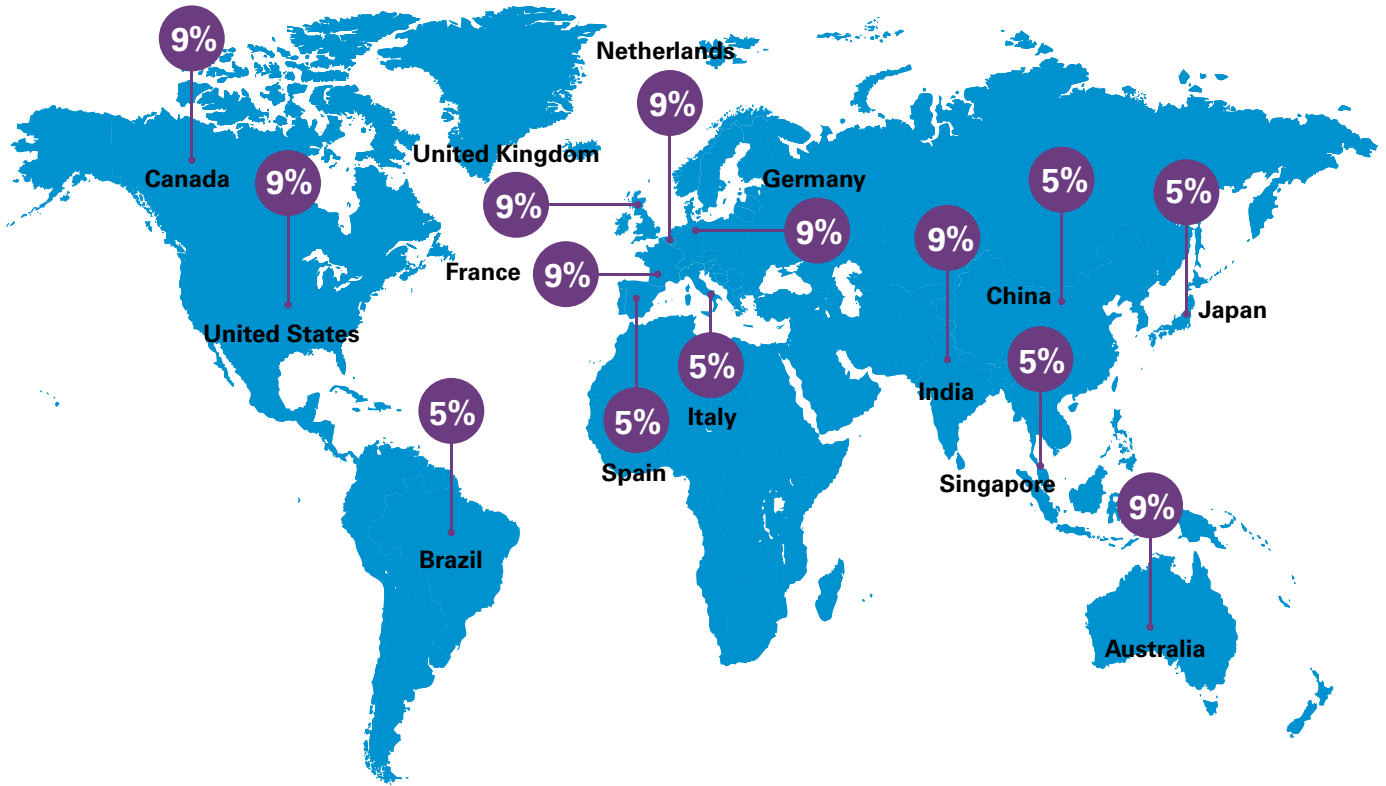 9%
Canada
9%
United States
5%
Brazil
Netherlands
9%
United Kingdom
9%
France
9%
Germany
9%
5%
Spain
5%
Italy
9%
India
5%
China
5%
Japan
5%
Singapore
9%
Australia